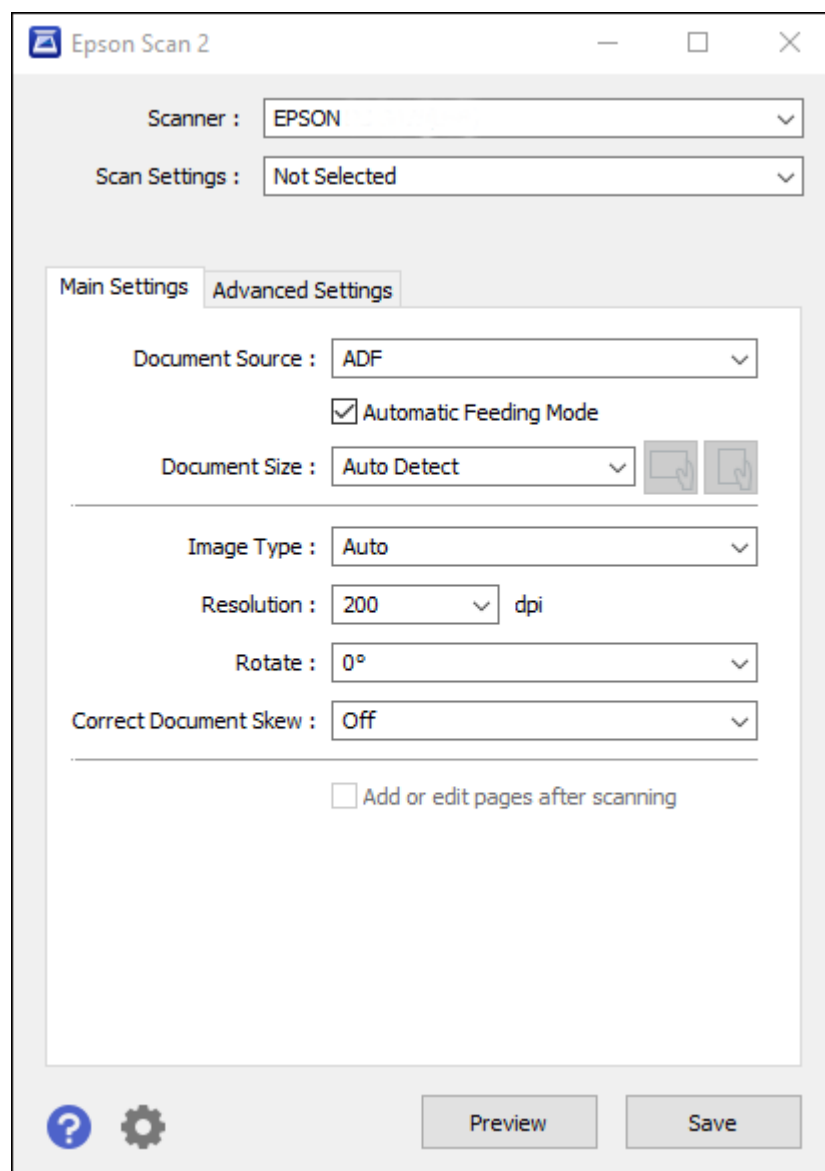 Epson Scan 2
Scanner : EPSON
Scan Settings : Not Selected
Main Settings Advanced Settings
Document Source : ADF
Automatic Feeding Mode
Document Size : Auto Detect
Image Type : Auto
Resolution : 200 dpi
Rotate : 0°
Correct Document Skew : Off
Add or edit pages after scanning
? Preview Save